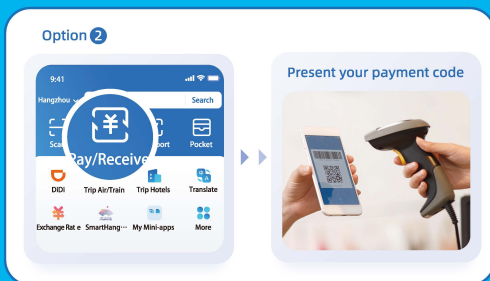 Option 2
9:41
Hangzhou
Search
Scan
Pay/Receive
port
Pocket
DIDI
Trip Air/Train
Trip Hotels
Translate
Exchange Rat e
SmartHang···
My Mini-apps
More
Present your payment code